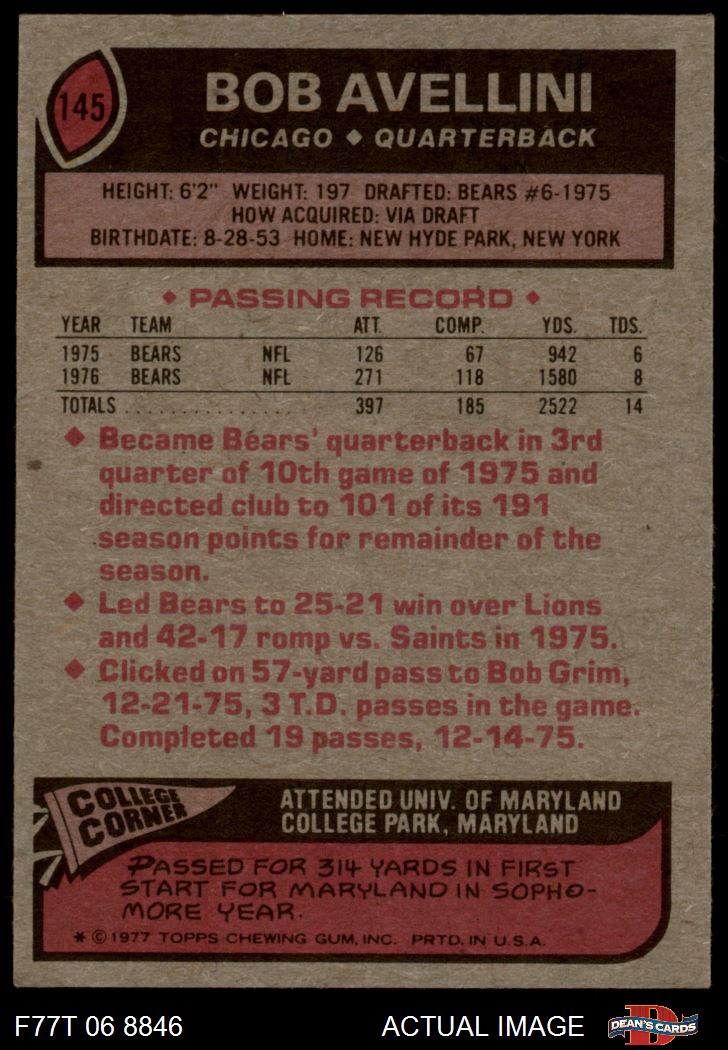 145
BOB AVELLINI
CHICAGO ♦ QUARTERBACK
HEIGHT: 6'2" WEIGHT: 197 DRAFTED: BEARS #6-1975
HOW ACQUIRED: VIA DRAFT
BIRTHDATE: 8-28-53 HOME: NEW HYDE PARK, NEW YORK
♦ PASSING RECORD ♦
YEAR TEAM ATT. COMP. YDS. TDS.
1975 BEARS NFL 126 67 942 6
1976 BEARS NFL 271 118 1580 8
TOTALS . . . . . . . . . . . . . . . . 397 185 2522 14
♦ Became Bears' quarterback in 3rd
quarter of 10th game of 1975 and
directed club to 101 of its 191
season points for remainder of the
season.
♦ Led Bears to 25-21 win over Lions
and 42-17 romp vs. Saints in 1975.
♦ Clicked on 57-yard pass to Bob Grim,
12-21-75, 3 T.D. passes in the game.
Completed 19 passes, 12-14-75.
COLLEGE
CORNER
ATTENDED UNIV. OF MARYLAND
COLLEGE PARK, MARYLAND
PASSED FOR 314 YARDS IN FIRST
START FOR MARYLAND IN SOPHO-
MORE YEAR.
* © 1977 TOPPS CHEWING GUM, INC. PRTD. IN U.S.A.
F77T 06 8846
ACTUAL IMAGE
D
DEAN'S CARDS